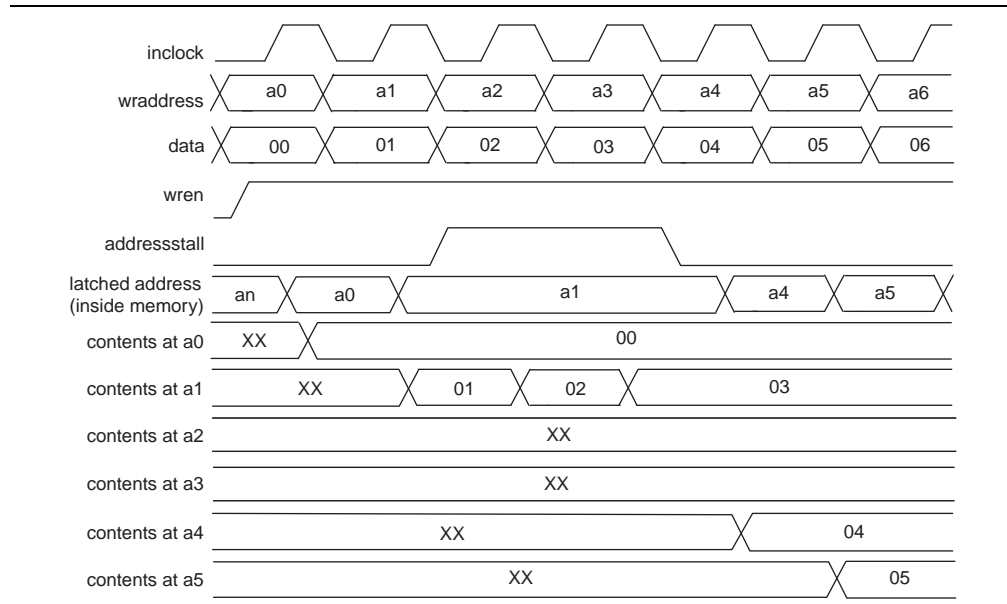 inclock
wraddress a0 a1 a2 a3 a4 a5 a6
data 00 01 02 03 04 05 06
wren
addressstall
latched address
(inside memory) an a0 a1 a4 a5
contents at a0 XX 00
contents at a1 XX 01 02 03
contents at a2 XX
contents at a3 XX
contents at a4 XX 04
contents at a5 XX 05